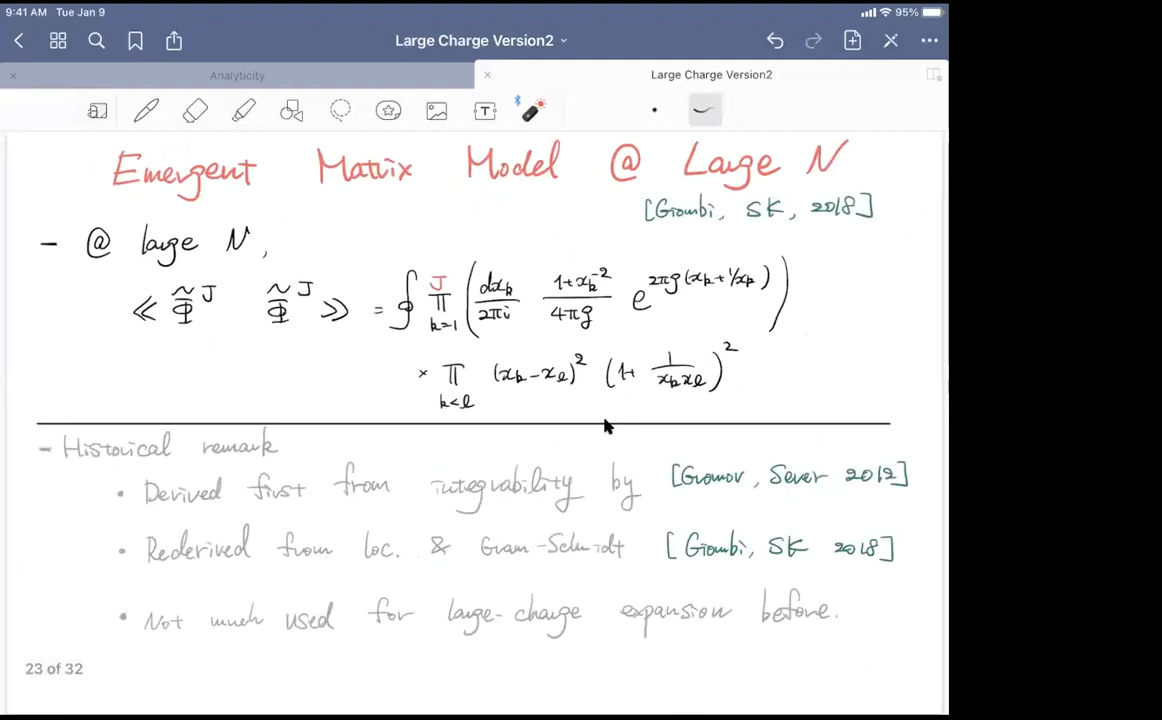 9:41 AM Tue Jan 9
95%
Large Charge Version2
Analyticity
Large Charge Version2
Emergent Matrix Model @ Large N
[Giombi, SK, 2018]
- @ large N,
≪ Φ̃^J Φ̃^J ≫ = ∮ ∏_{k=1}^{J} ( dx_k/2πi (1+x_k^{-2})/4πg e^{2πg(x_k+1/x_k)} )
× ∏_{k<l} (x_k-x_l)^2 (1+ 1/(x_k x_l))^2
- Historical remark
• Derived first from integrability by [Gromov, Sever 2012]
• Rederived from loc. & Gram-Schmidt [Giombi, SK 2018]
• Not much used for large-charge expansion before.
23 of 32